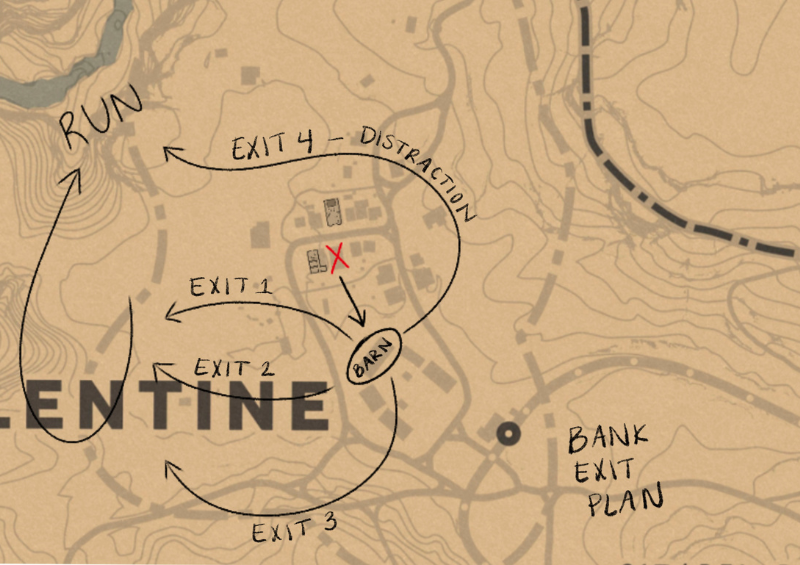 RUN
EXIT 4 – DISTRACTION
X
EXIT 1
BARN
EXIT 2
LENTINE
BANK
EXIT
PLAN
EXIT 3